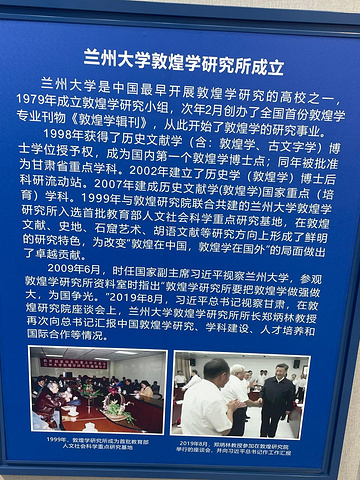 兰州大学敦煌学研究所成立
兰州大学是中国最早开展敦煌学研究的高校之一，
1979年成立敦煌学研究小组，次年2月创办了全国首份敦煌学
专业刊物《敦煌学辑刊》，从此开始了敦煌学的研究事业。
1998年获得了历史文献学（含：敦煌学、古文字学）博
士学位授予权，成为国内第一个敦煌学博士点；同年被批准
为甘肃省重点学科。2002年建立了历史学（敦煌学）博士后
科研流动站。2007年建成历史文献学(敦煌学)国家重点（培
育）学科。1999年与敦煌研究院联合共建的兰州大学敦煌学
研究所入选首批教育部人文社会科学重点研究基地，在敦煌
文献、史地、石窟艺术、胡语文献等研究方向上形成了鲜明
的研究特色，为改变“敦煌在中国，敦煌学在国外”的局面做出
了卓越贡献。
2009年6月，时任国家副主席习近平视察兰州大学，参观
敦煌学研究所资料室时指出“敦煌学研究所要把敦煌学做强做
大，为国争光。”2019年8月，习近平总书记视察甘肃，在敦
煌研究院座谈会上，兰州大学敦煌学研究所所长郑炳林教授
再次向总书记汇报中国敦煌学研究、学科建设、人才培养和
国际合作等情况。
1999年，敦煌学研究所成为首批教育部
人文社会科学重点研究基地
2019年8月，郑炳林教授参加在敦煌研究院
举行的座谈会，并向习近平总书记作工作汇报